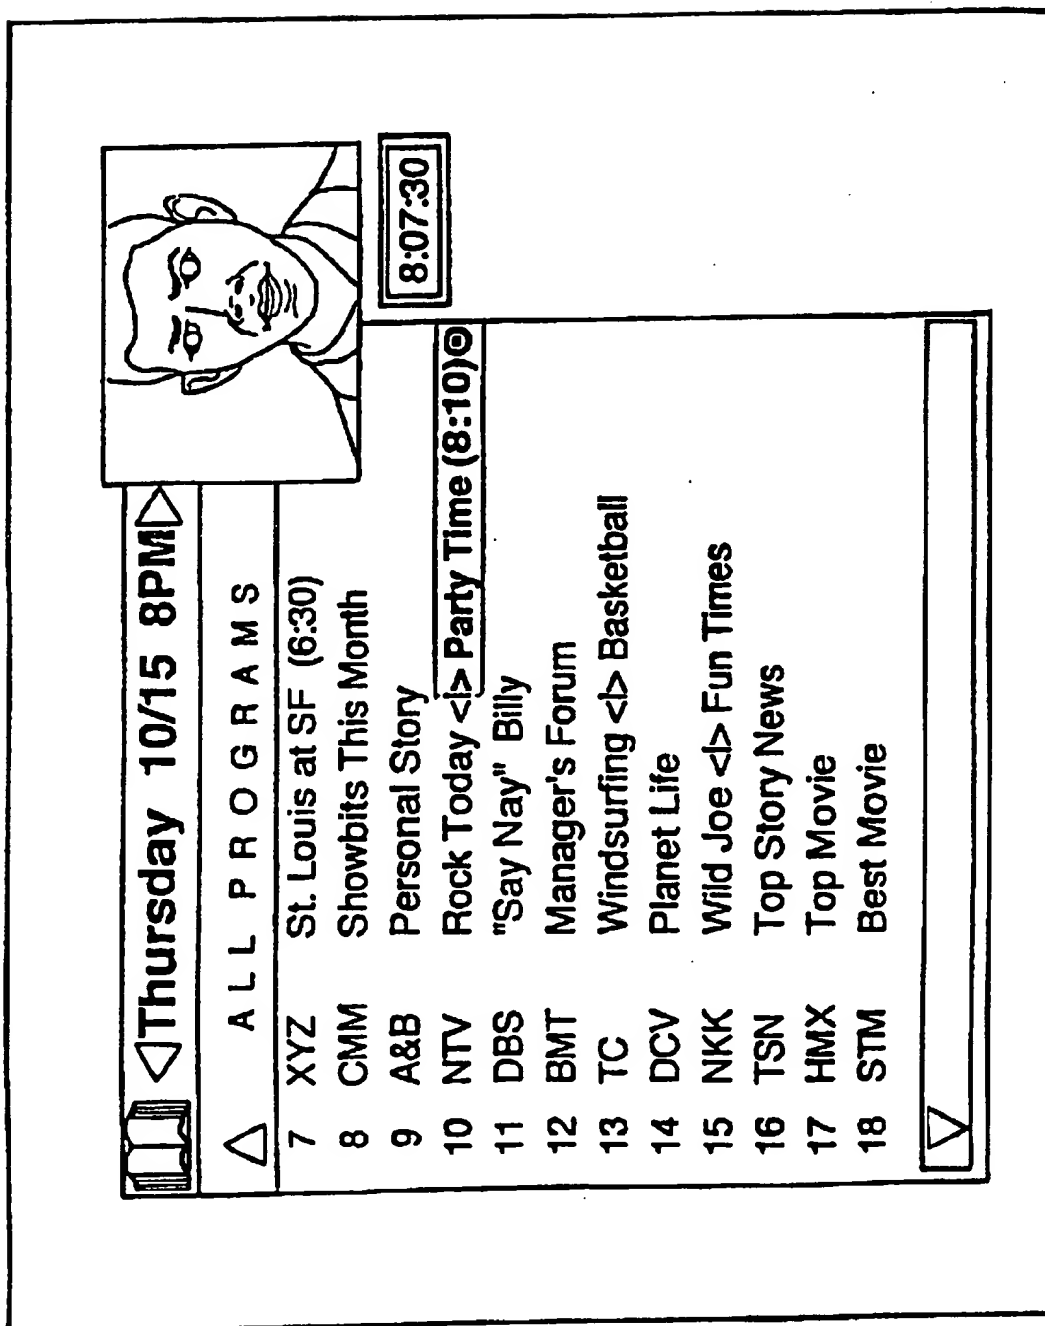 Thursday 10/15 8PM
ALL PROGRAMS
7 XYZ St. Louis at SF (6:30)
8 CMM Showbits This Month
9 A&B Personal Story
10 NTV Rock Today <|> Party Time (8:10)
11 DBS "Say Nay" Billy
12 BMT Manager's Forum
13 TC Windsurfing <|> Basketball
14 DCV Planet Life
15 NKK Wild Joe <|> Fun Times
16 TSN Top Story News
17 HMX Top Movie
18 STM Best Movie
8:07:30